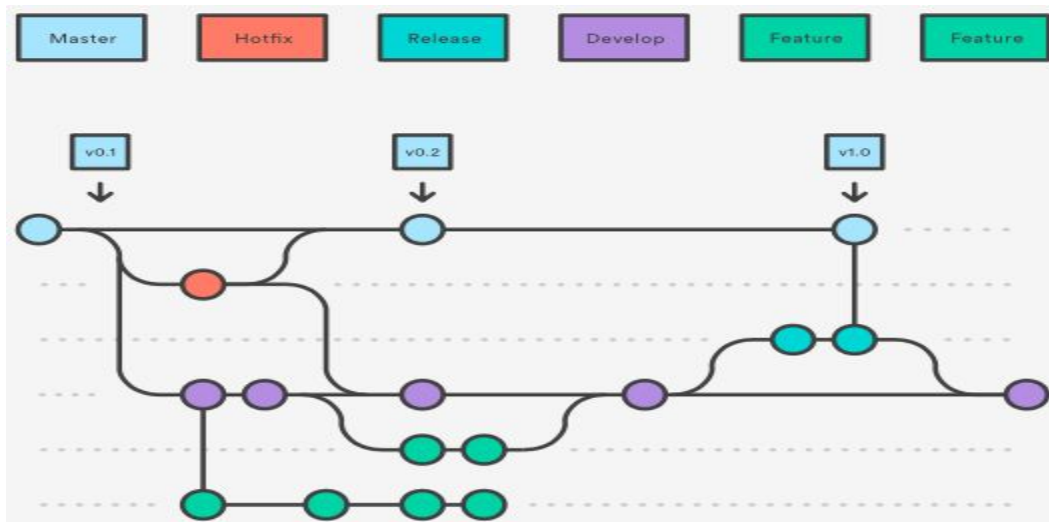 Master
Hotfix
Release
Develop
Feature
Feature
v0.1
v0.2
v1.0